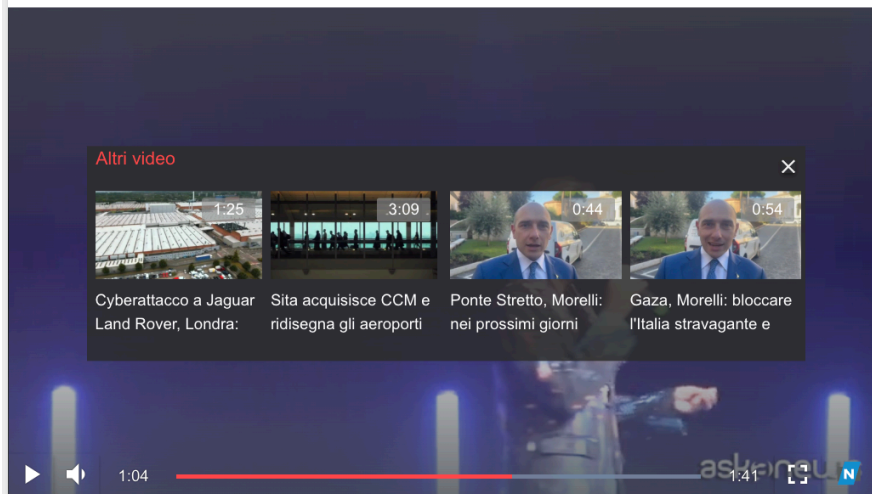 Altri video
1:25
3:09
0:44
0:54
Cyberattacco a Jaguar
Land Rover, Londra:
Sita acquisisce CCM e
ridisegna gli aeroporti
Ponte Stretto, Morelli:
nei prossimi giorni
Gaza, Morelli: bloccare
l'Italia stravagante e
1:04
1:41
N